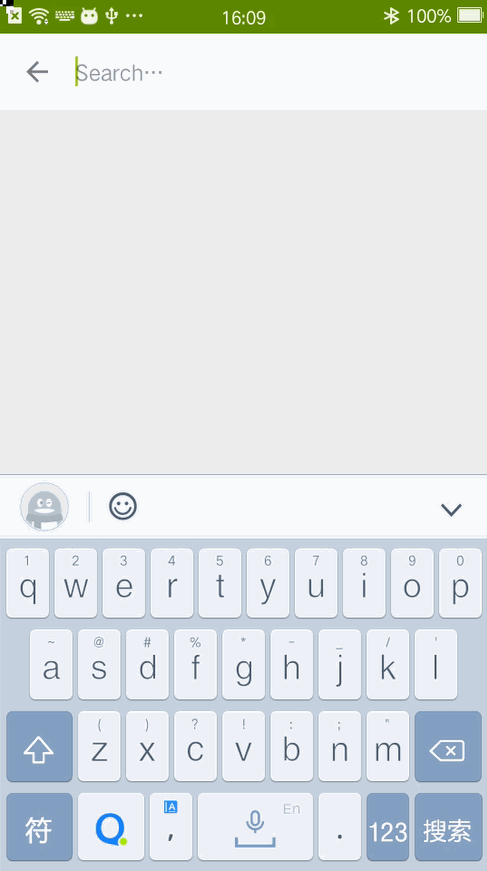 16:09 100%
Search...
1 2 3 4 5 6 7 8 9 0
q w e r t y u i o p
~ @ # % * - _ / '
a s d f g h j k l
( ) ? ! : ; "
z x c v b n m
符 , En . 123 搜索